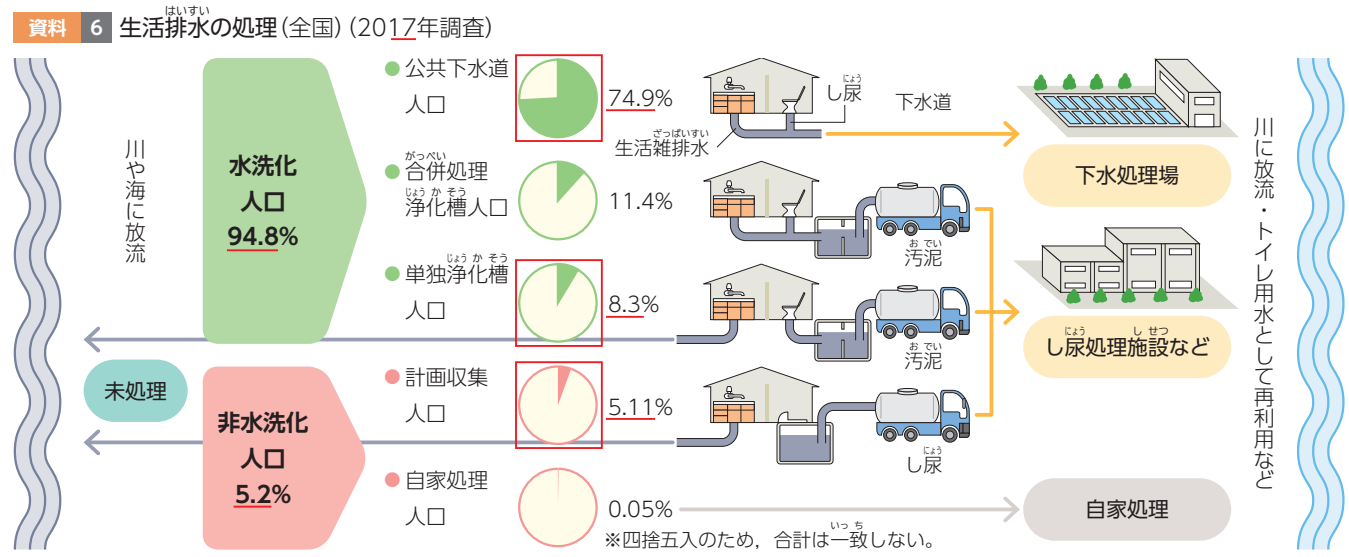 資料 6 生活排水の処理(全国)(2017年調査)
はいすい
川や海に放流
水洗化
人口
94.8%
未処理
非水洗化
人口
5.2%
公共下水道
人口
74.9%
がっぺい
合併処理
じょうかそう
浄化槽人口
11.4%
じょうかそう
単独浄化槽
人口
8.3%
計画収集
人口
5.11%
自家処理
人口
0.05%
※四捨五入のため，合計は一致しない。
いっち
にょう
し尿
ざっぱいすい
生活雑排水
下水道
おでい
汚泥
おでい
汚泥
にょう
し尿
下水処理場
にょう しせつ
し尿処理施設など
自家処理
川に放流・トイレ用水として再利用など